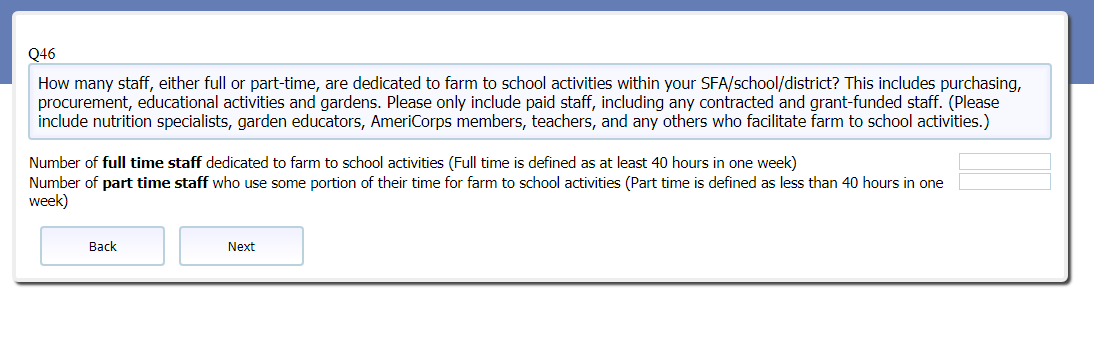 Q46
How many staff, either full or part-time, are dedicated to farm to school activities within your SFA/school/district? This includes purchasing,
procurement, educational activities and gardens. Please only include paid staff, including any contracted and grant-funded staff. (Please
include nutrition specialists, garden educators, AmeriCorps members, teachers, and any others who facilitate farm to school activities.)
Number of full time staff dedicated to farm to school activities (Full time is defined as at least 40 hours in one week)
Number of part time staff who use some portion of their time for farm to school activities (Part time is defined as less than 40 hours in one
week)
Back
Next